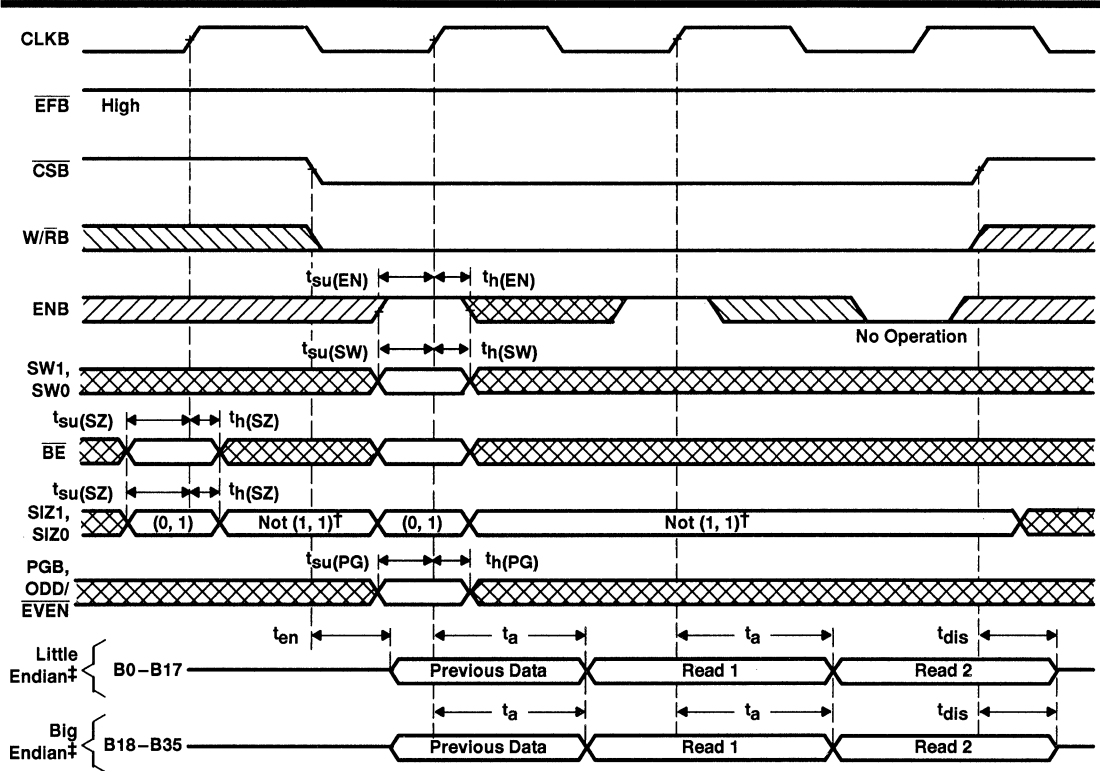 CLKB
EFB High
CSB
W/RB
tsu(EN) th(EN)
ENB
No Operation
tsu(SW) th(SW)
SW1,
SW0
tsu(SZ) th(SZ)
BE
tsu(SZ) th(SZ)
SIZ1,
SIZ0
(0, 1) Not (1, 1)† (0, 1) Not (1, 1)†
tsu(PG) th(PG)
PGB,
ODD/
EVEN
ten ta ta tdis
Little
Endian‡
B0–B17 Previous Data Read 1 Read 2
ta ta tdis
Big
Endian‡
B18–B35 Previous Data Read 1 Read 2